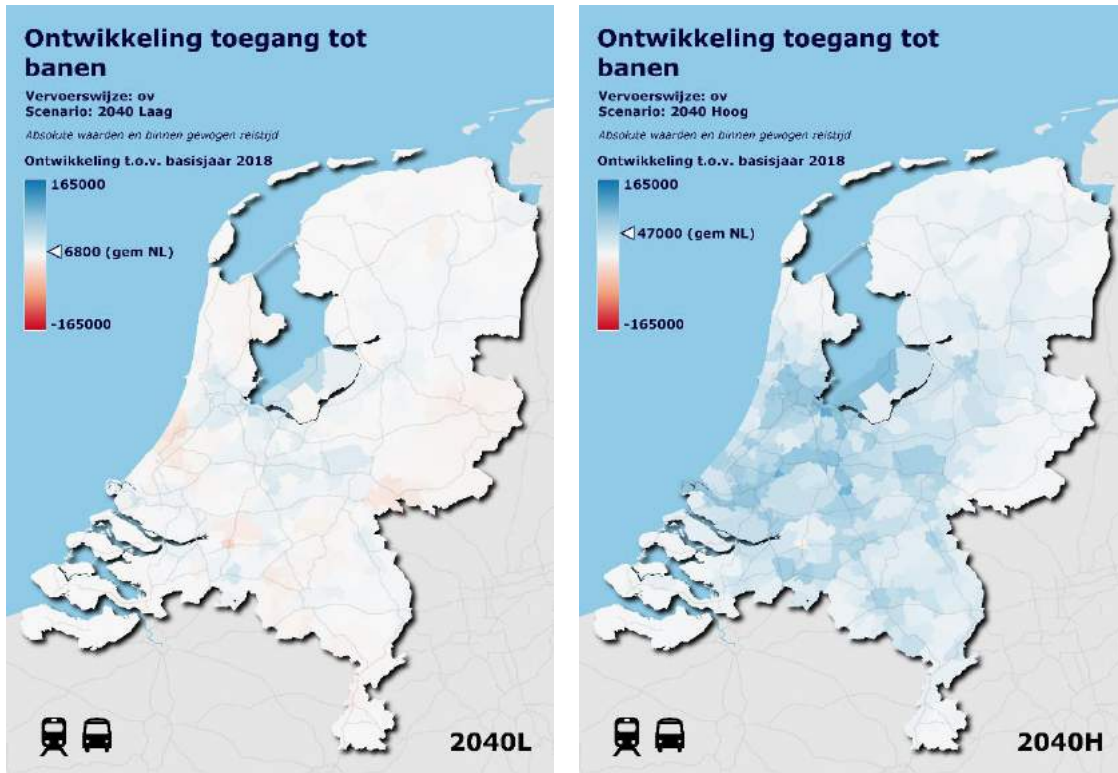 Ontwikkeling toegang tot
banen
Vervoerswijze: ov
Scenario: 2040 Laag
Absolute waarden en binnen gewogen reistijd
Ontwikkeling t.o.v. basisjaar 2018
165000
6800 (gem NL)
-165000
2040L
Ontwikkeling toegang tot
banen
Vervoerswijze: ov
Scenario: 2040 Hoog
Absolute waarden en binnen gewogen reistijd
Ontwikkeling t.o.v. basisjaar 2018
165000
47000 (gem NL)
-165000
2040H